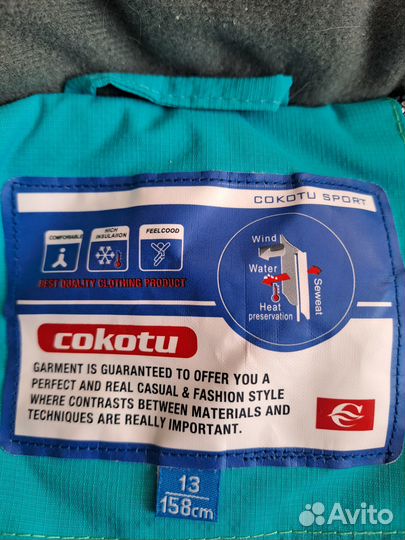 COKOTU SPORT
COMFORTABLE
HIGH
INSULAIION
FEELCOOD
BEST QUALITY CLOTHING PRODUCT
Wind
Water
Heat
preservation
Seweat
cokotu
GARMENT IS GUARANTEED TO OFFER YOU A
PERFECT AND REAL CASUAL & FASHION STYLE
WHERE CONTRASTS BETWEEN MATERIALS AND
TECHNIQUES ARE REALLY IMPORTANT.
13
158cm
Avito